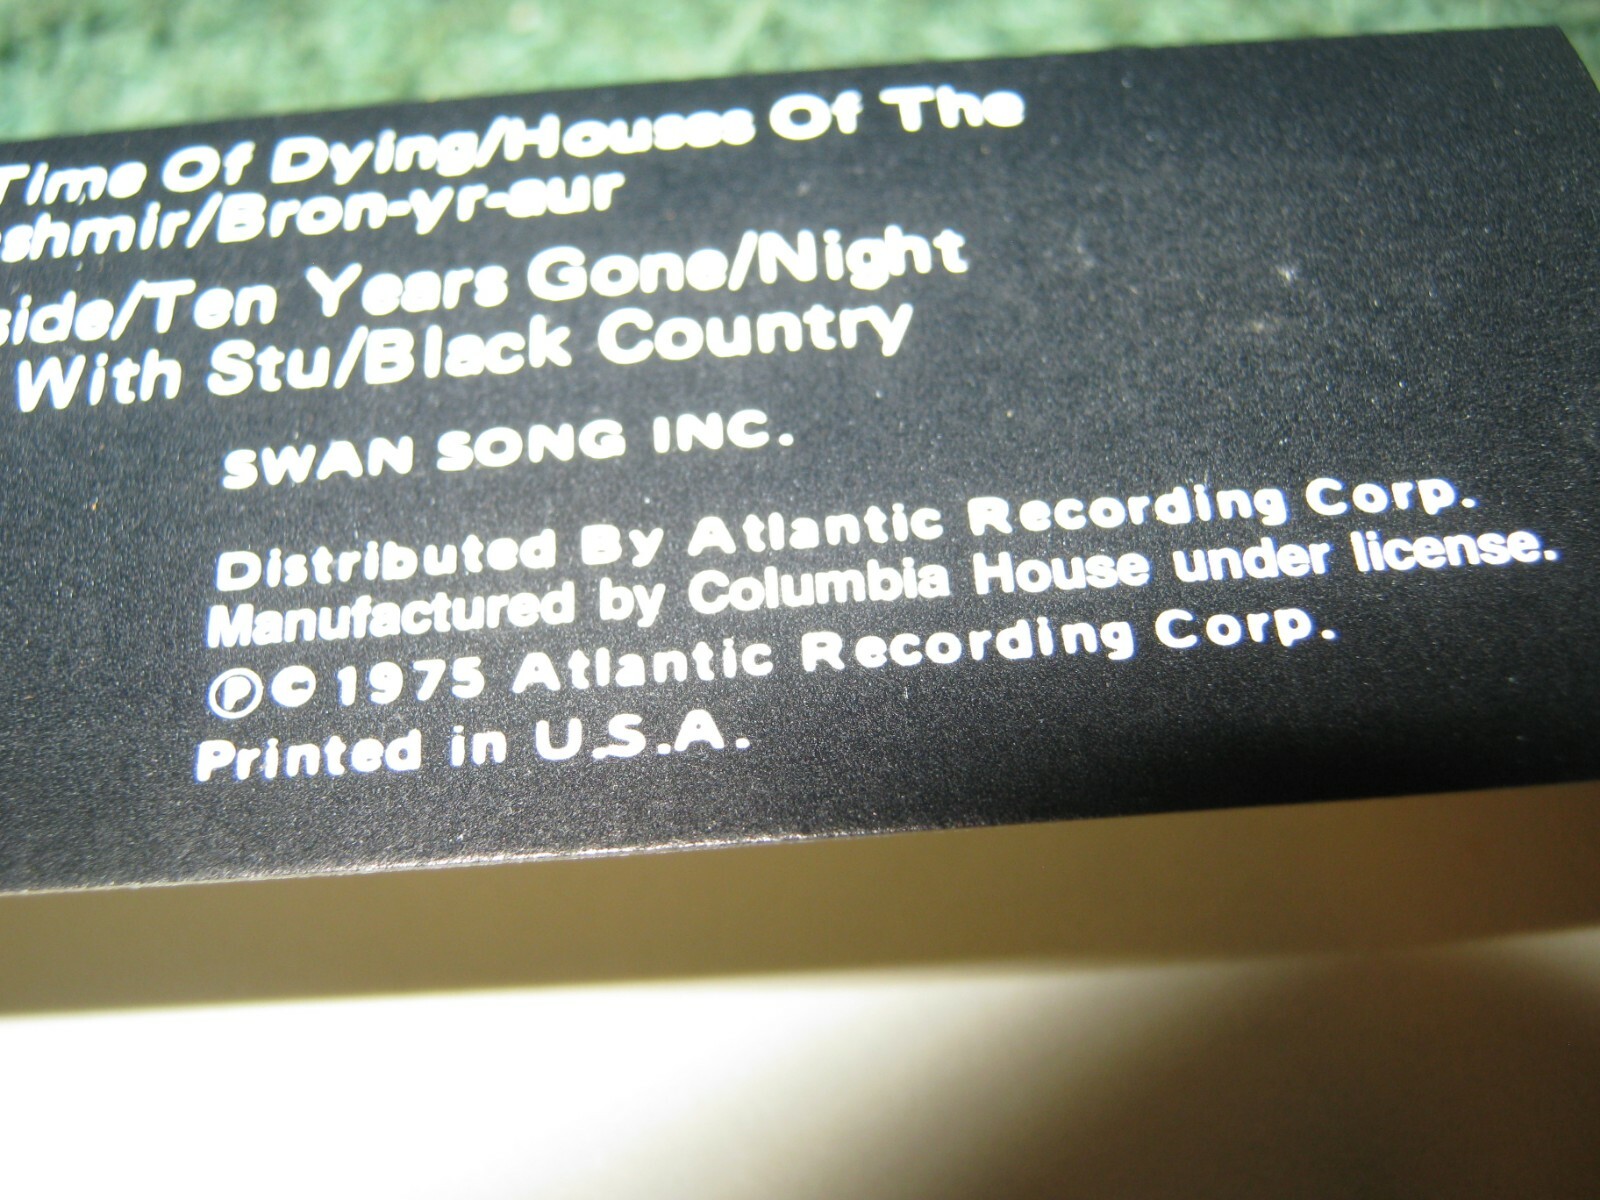 Time Of Dying/Houses Of The
shmir/Bron-yr-aur
side/Ten Years Gone/Night
With Stu/Black Country
SWAN SONG INC.
Distributed By Atlantic Recording Corp.
Manufactured by Columbia House under license.
℗© 1975 Atlantic Recording Corp.
Printed in U.S.A.